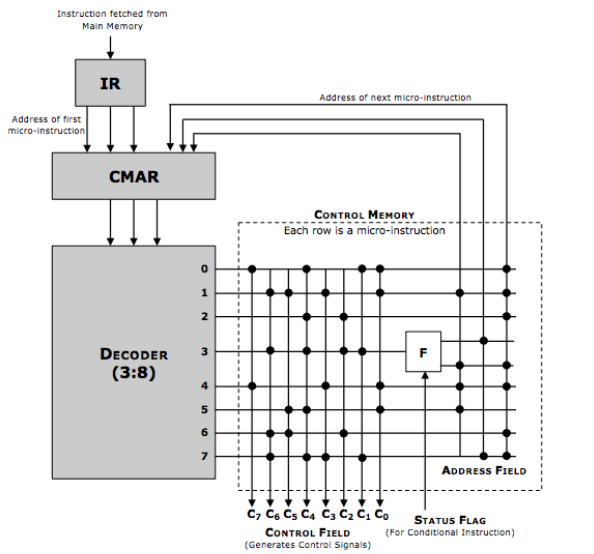 Instruction fetched from
Main Memory
IR
Address of first
micro-instruction
Address of next micro-instruction
CMAR
CONTROL MEMORY
Each row is a micro-instruction
DECODER
(3:8)
0
1
2
3
4
5
6
7
F
ADDRESS FIELD
C7 C6 C5 C4 C3 C2 C1 C0
CONTROL FIELD
(Generates Control Signals)
STATUS FLAG
(For Conditional Instruction)